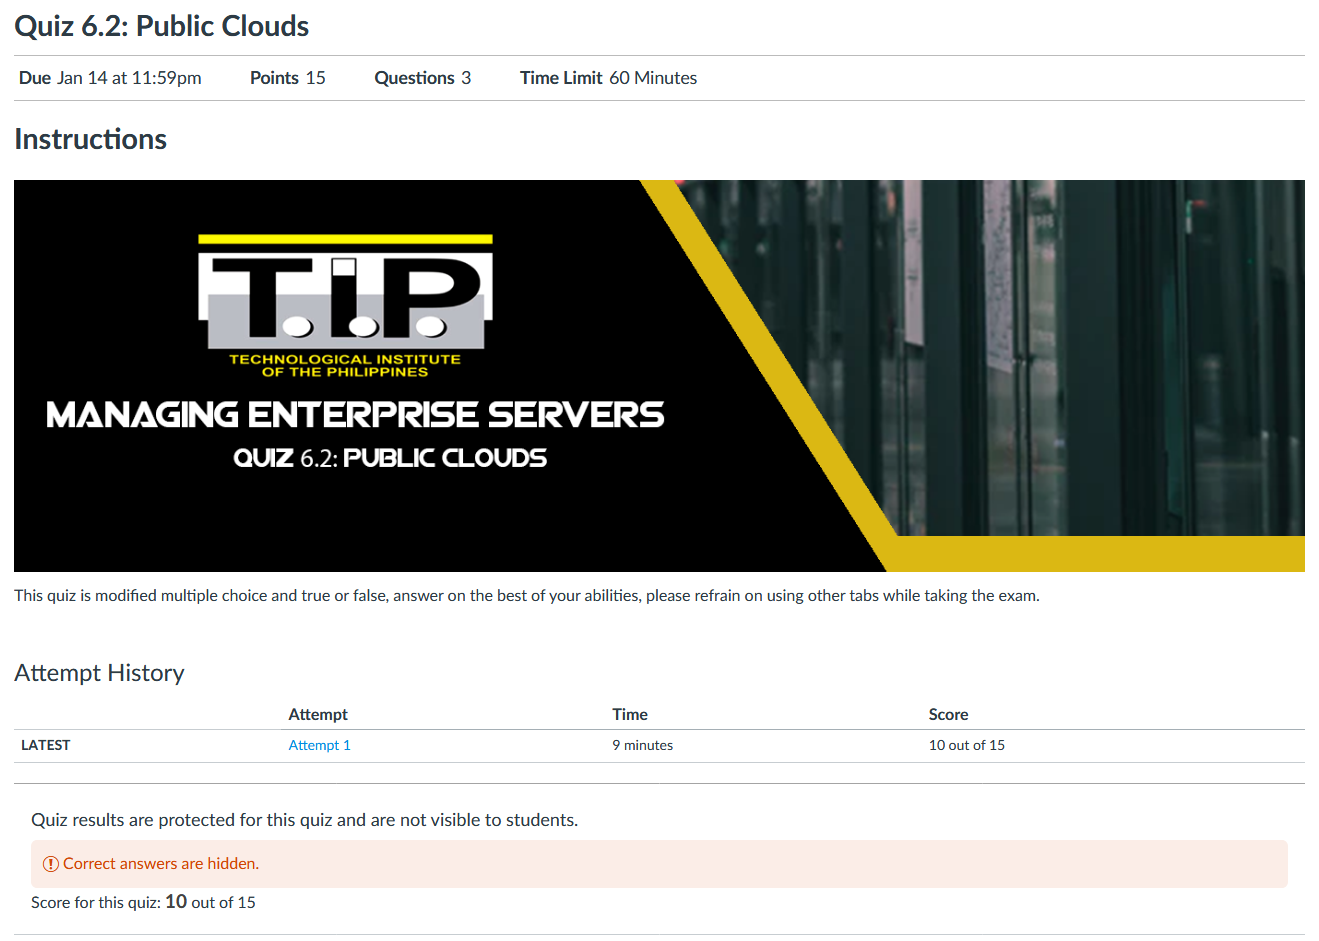 Quiz 6.2: Public Clouds
Due Jan 14 at 11:59pm Points 15 Questions 3 Time Limit 60 Minutes
Instructions
T.I.P.
TECHNOLOGICAL INSTITUTE
OF THE PHILIPPINES
MANAGING ENTERPRISE SERVERS
QUIZ 6.2: PUBLIC CLOUDS
This quiz is modified multiple choice and true or false, answer on the best of your abilities, please refrain on using other tabs while taking the exam.
Attempt History
Attempt Time Score
LATEST Attempt 1 9 minutes 10 out of 15
Quiz results are protected for this quiz and are not visible to students.
Correct answers are hidden.
Score for this quiz: 10 out of 15